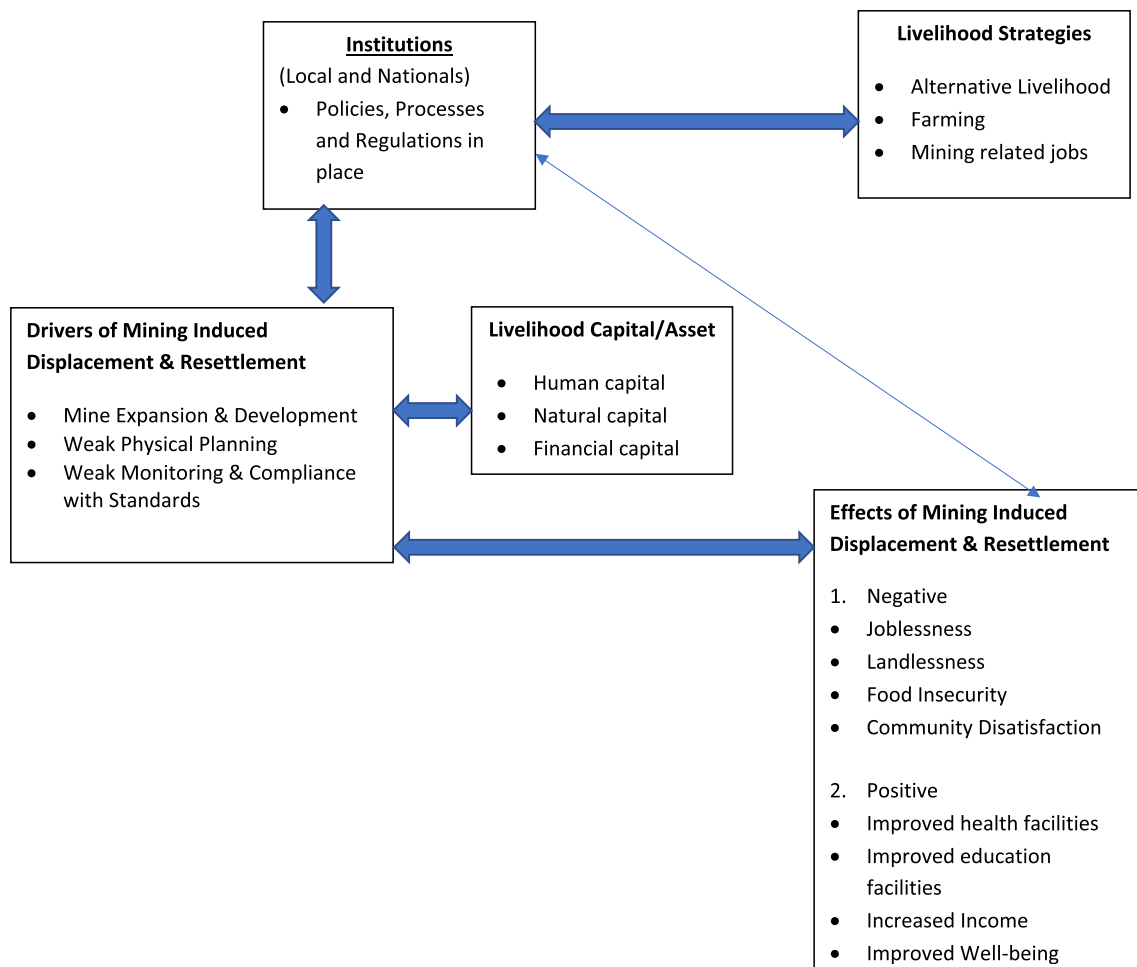 Institutions
(Local and Nationals)
• Policies, Processes
and Regulations in
place
Livelihood Strategies
• Alternative Livelihood
• Farming
• Mining related jobs
Drivers of Mining Induced
Displacement & Resettlement
• Mine Expansion & Development
• Weak Physical Planning
• Weak Monitoring & Compliance
with Standards
Livelihood Capital/Asset
• Human capital
• Natural capital
• Financial capital
Effects of Mining Induced
Displacement & Resettlement
1. Negative
• Joblessness
• Landlessness
• Food Insecurity
• Community Disatisfaction
2. Positive
• Improved health facilities
• Improved education
facilities
• Increased Income
• Improved Well-being